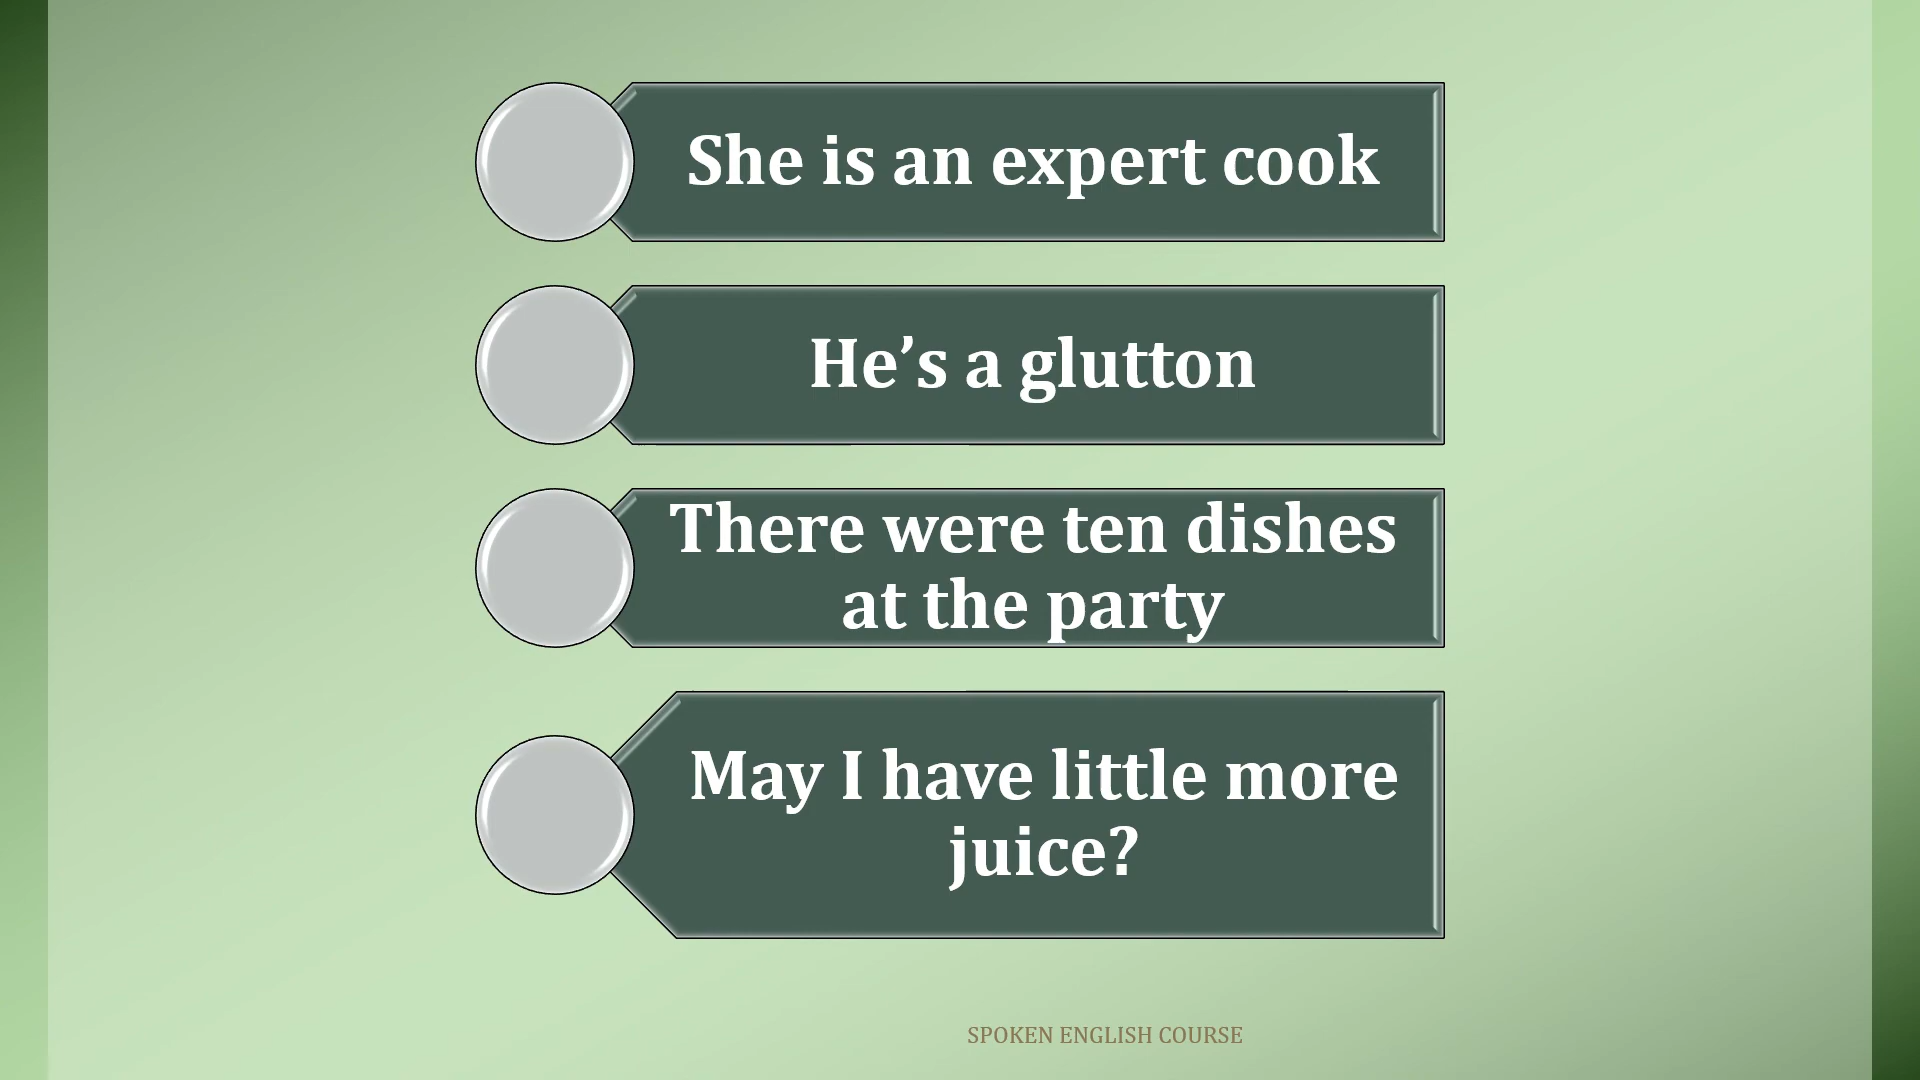 She is an expert cook
He’s a glutton
There were ten dishes
at the party
May I have little more
juice?
SPOKEN ENGLISH COURSE